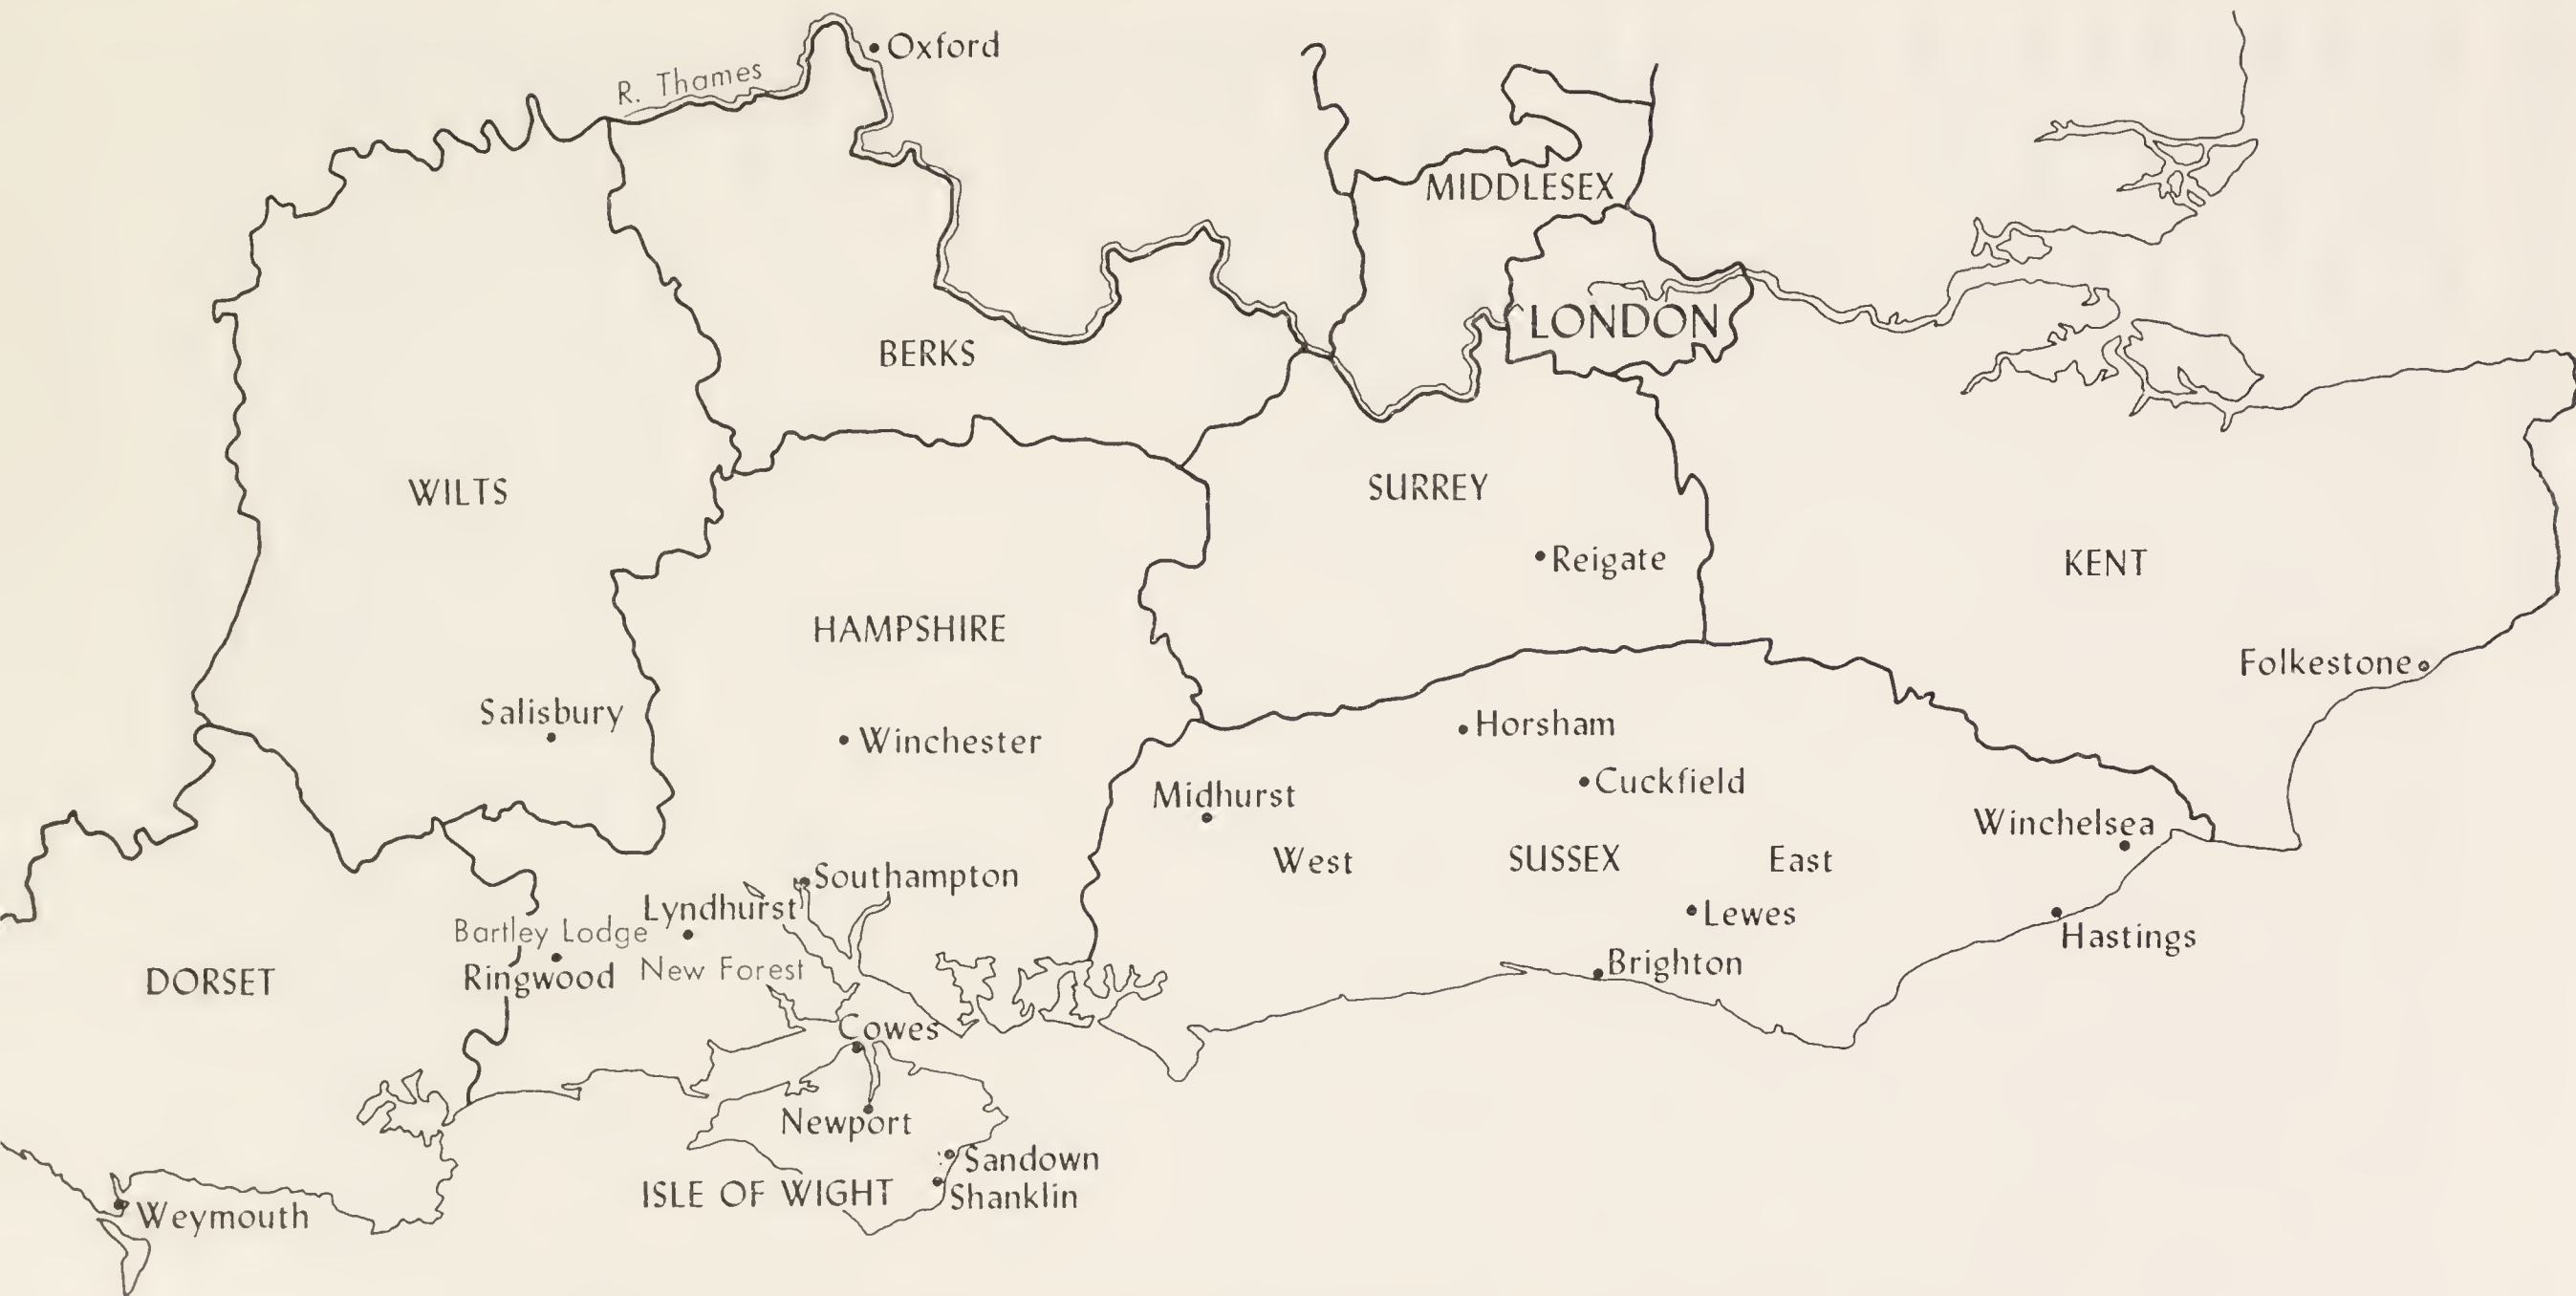 Oxford
R. Thames
MIDDLESEX
LONDON
BERKS
WILTS
SURREY
Reigate
KENT
HAMPSHIRE
Folkestone
Salisbury
Winchester
Horsham
Cuckfield
Midhurst
Winchelsea
West
SUSSEX
East
Southampton
Lyndhurst
Lewes
Bartley Lodge
Hastings
Brighton
New Forest
Ringwood
DORSET
Cowes
Newport
Sandown
ISLE OF WIGHT
Shanklin
Weymouth